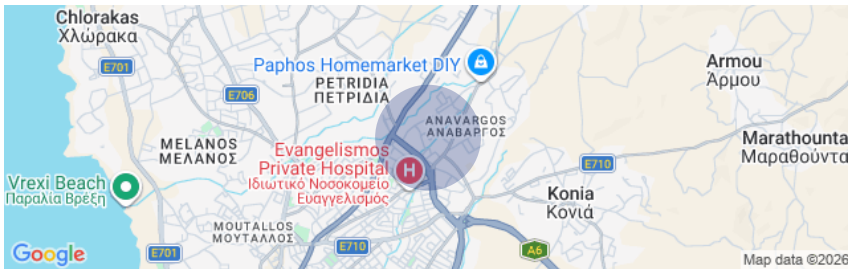 Chlorakas
Χλώρακα
E701
Paphos Homemarket DIY
Armou
Άρμου
PETRIDIA
ΠΕΤΡΙΔΙΑ
E706
ANAVARGOS
ΑΝΑΒΑΡΓΟΣ
MELANOS
ΜΕΛΑΝΟΣ
Evangelismos
Private Hospital
Ιδιωτικό Νοσοκομείο
Ευαγγελισμός
H
E710
Marathounta
Μαραθούντα
Vrexi Beach
Παραλία Βρέξη
Konia
Κονιά
MOUTALLOS
ΜΟΥΤΑΛΛΟΣ
E701
E710
A6
Google
Map data ©2026